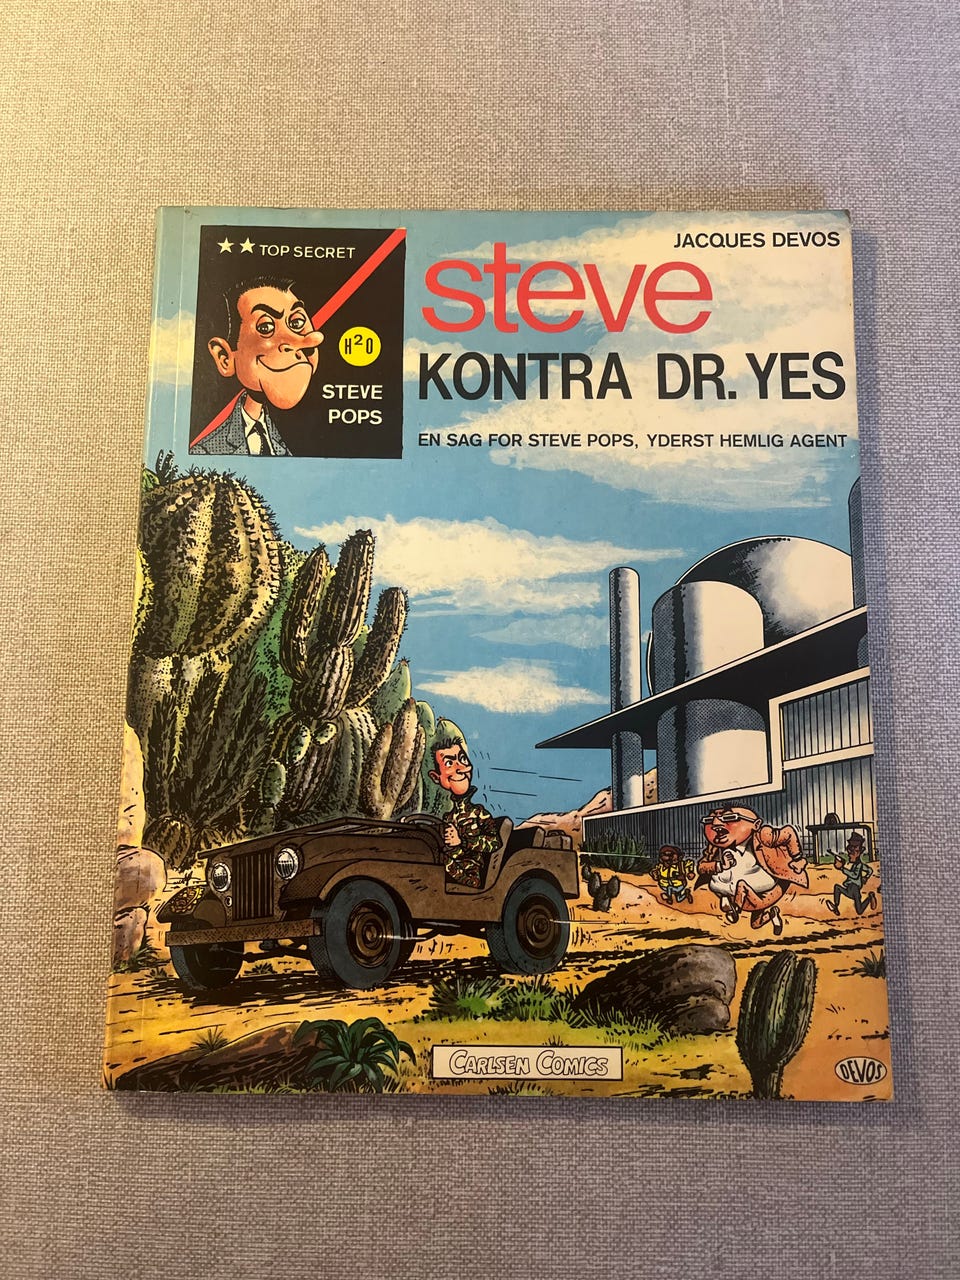 ★★ TOP SECRET
H²O
STEVE
POPS
JACQUES DEVOS
steve
KONTRA DR. YES
EN SAG FOR STEVE POPS, YDERST HEMLIG AGENT
CARLSEN COMICS
DEVOS